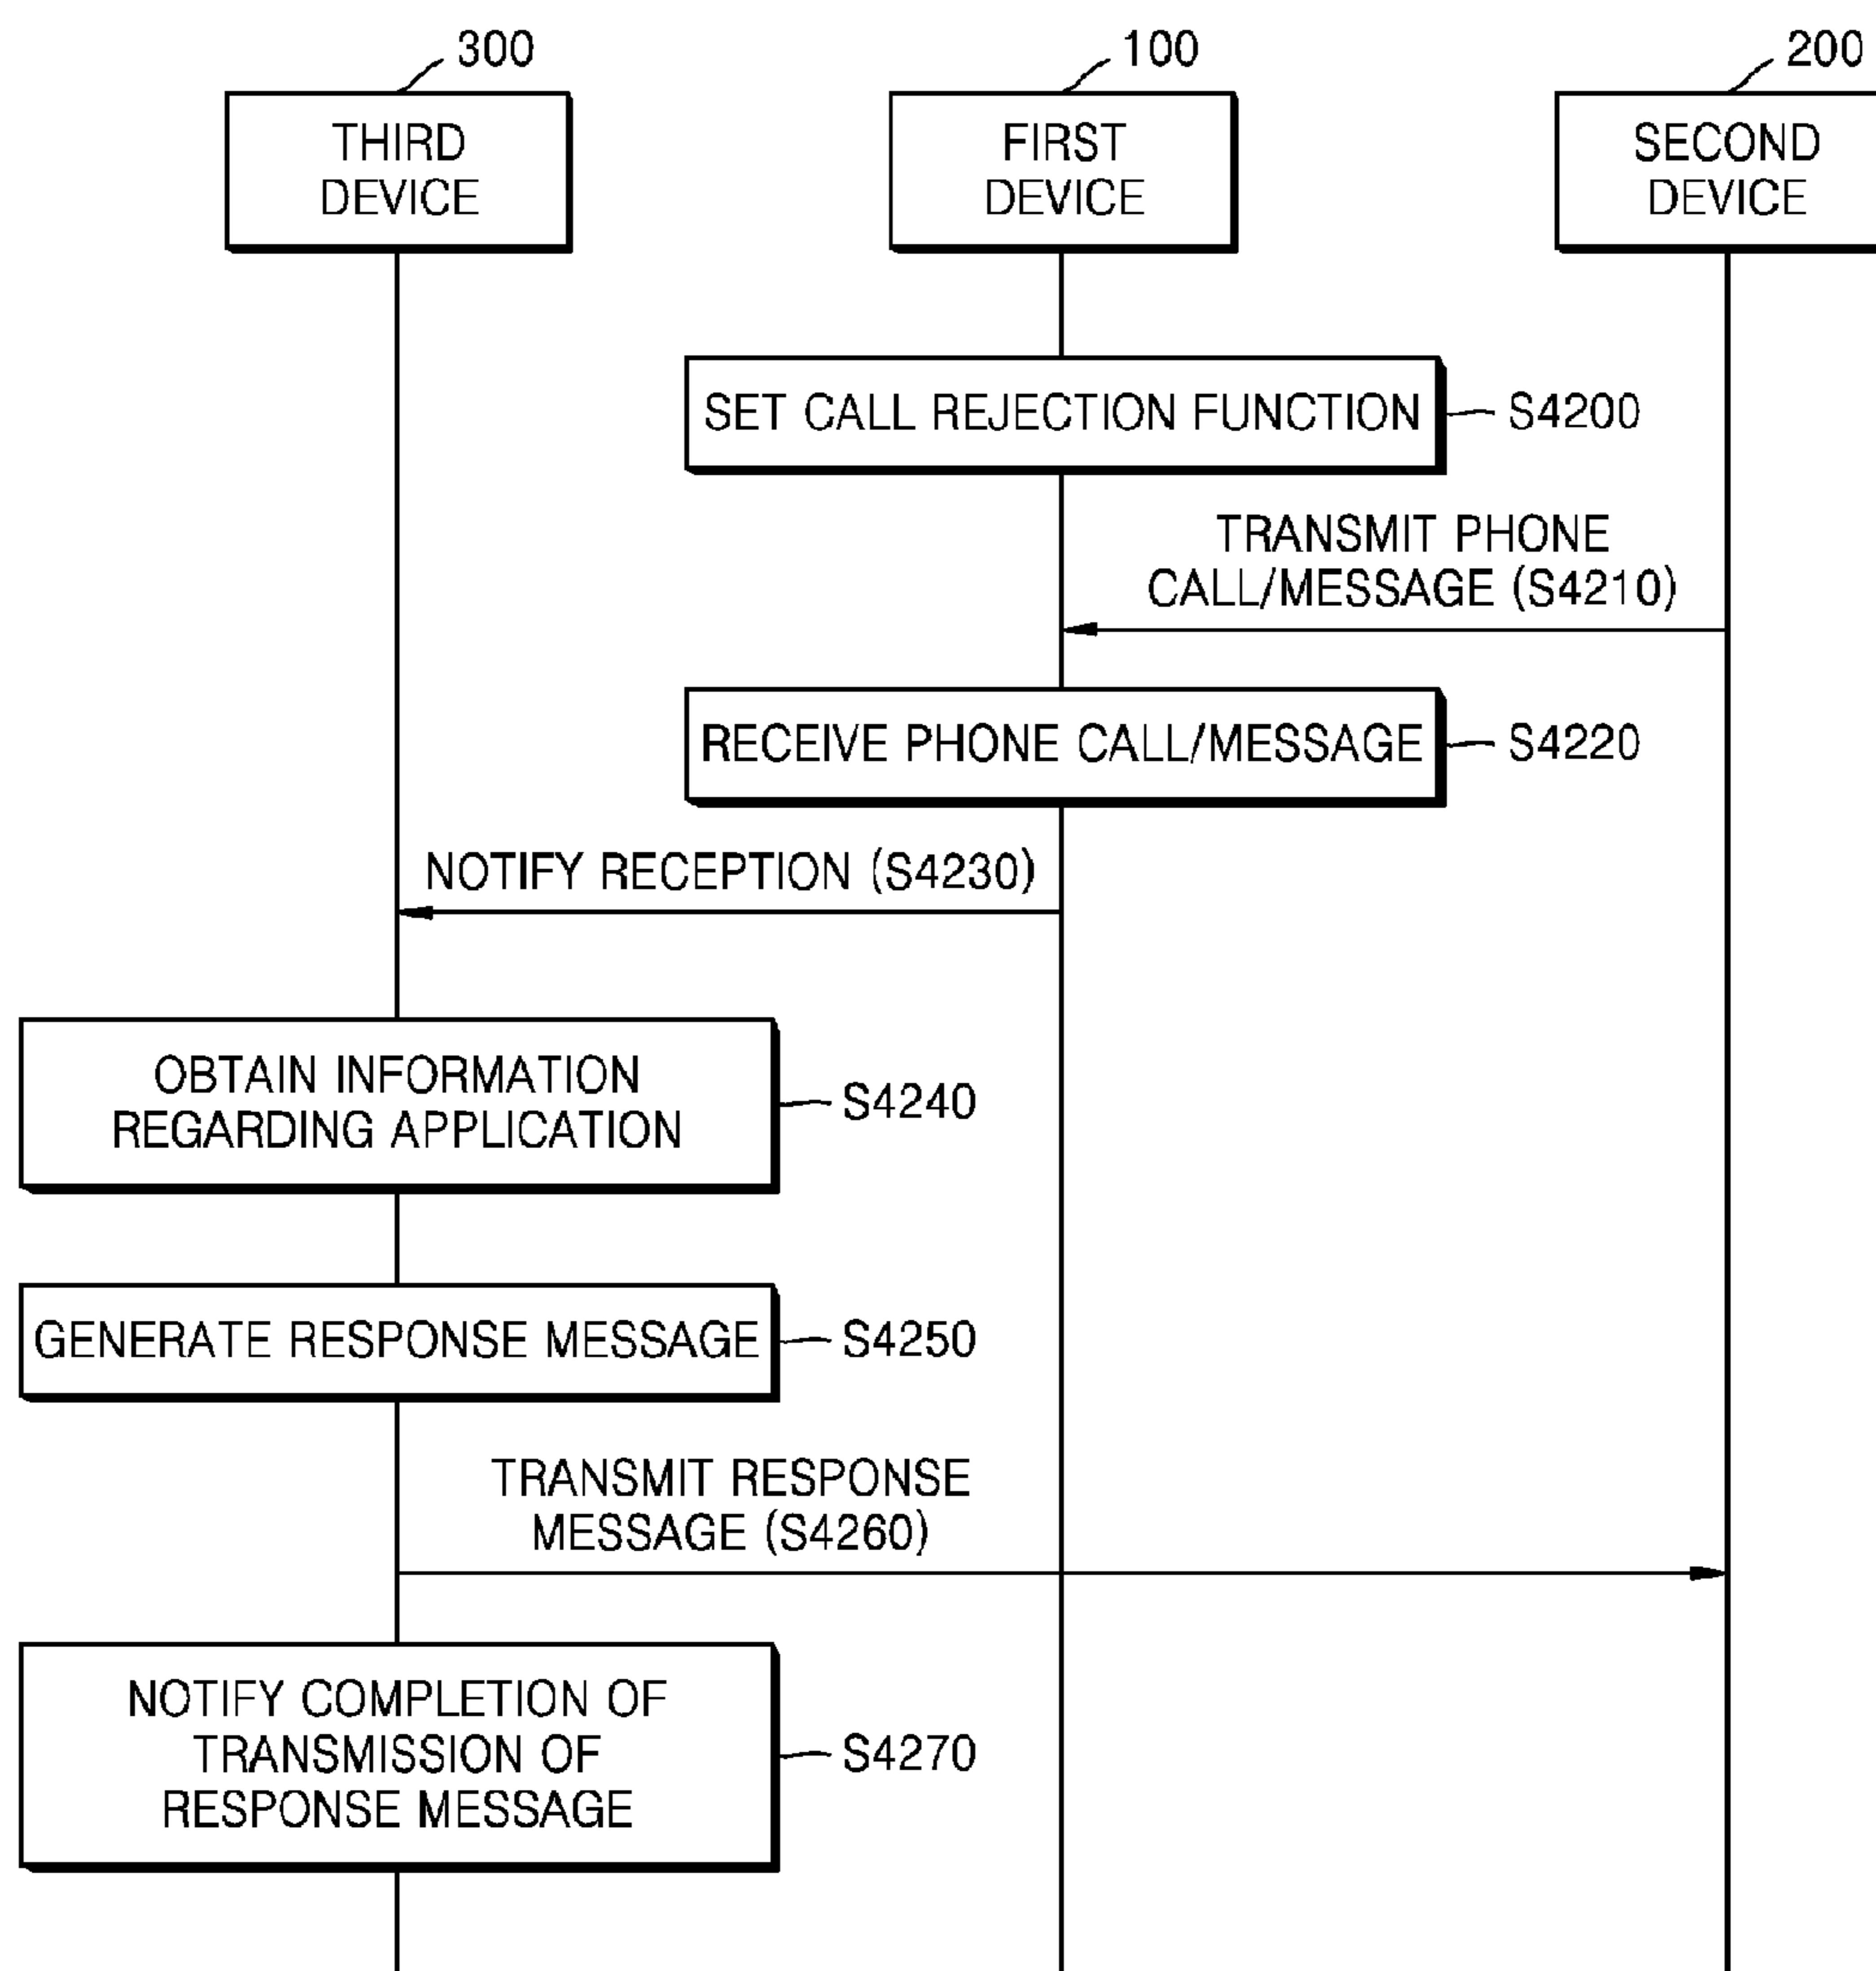 300
100
200
THIRD
DEVICE
FIRST
DEVICE
SECOND
DEVICE
SET CALL REJECTION FUNCTION
S4200
TRANSMIT PHONE
CALL/MESSAGE (S4210)
RECEIVE PHONE CALL/MESSAGE
S4220
NOTIFY RECEPTION (S4230)
OBTAIN INFORMATION
REGARDING APPLICATION
S4240
GENERATE RESPONSE MESSAGE
S4250
TRANSMIT RESPONSE
MESSAGE (S4260)
NOTIFY COMPLETION OF
TRANSMISSION OF
RESPONSE MESSAGE
S4270